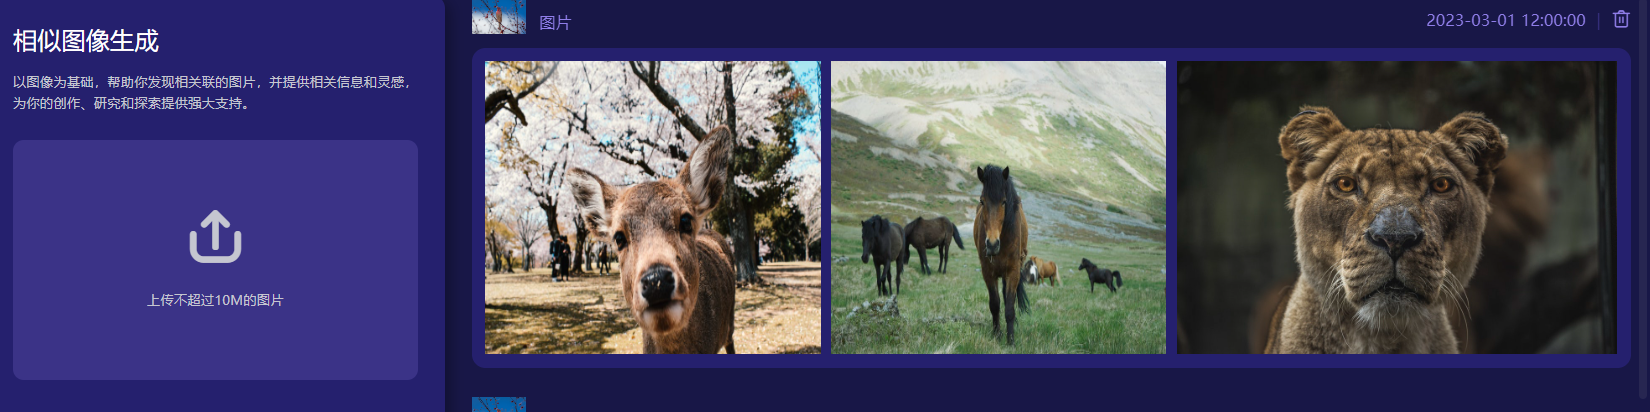 相似图像生成
以图像为基础，帮助你发现相关联的图片，并提供相关信息和灵感，
为你的创作、研究和探索提供强大支持。
上传不超过10M的图片
图片
2023-03-01 12:00:00